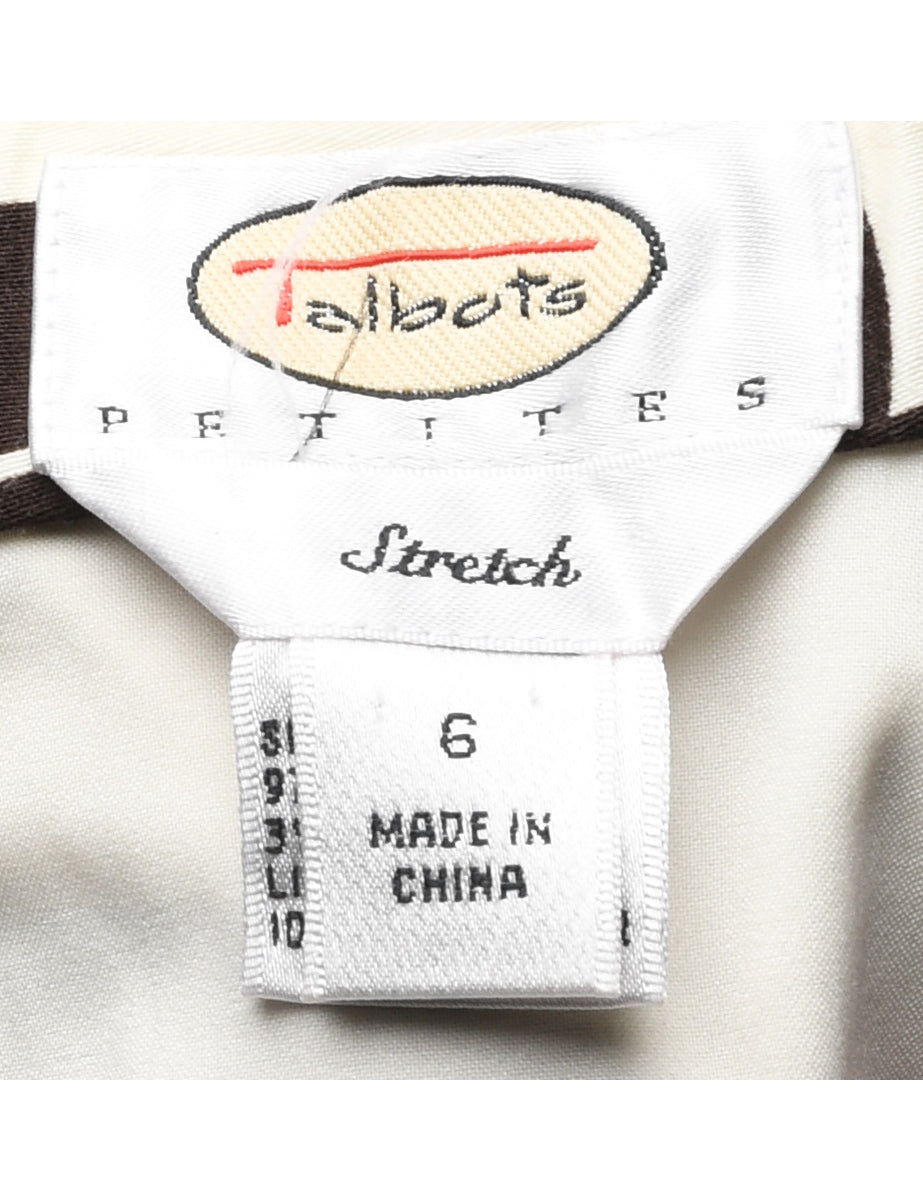 Talbots
PETITES
Stretch
6
MADE IN
CHINA